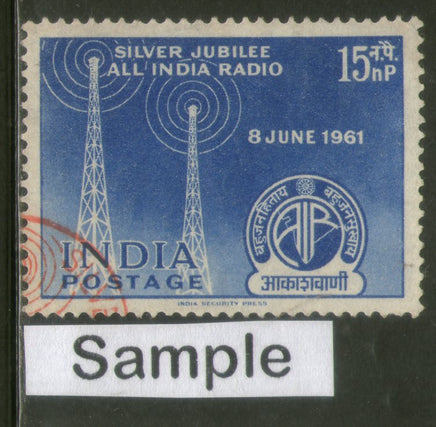 SILVER JUBILEE
ALL INDIA RADIO
15 न.पै.
nP
8 JUNE 1961
बहुजनहिताय बहुजनसुखाय
AIR
आकाशवाणी
INDIA
POSTAGE
INDIA SECURITY PRESS
Sample